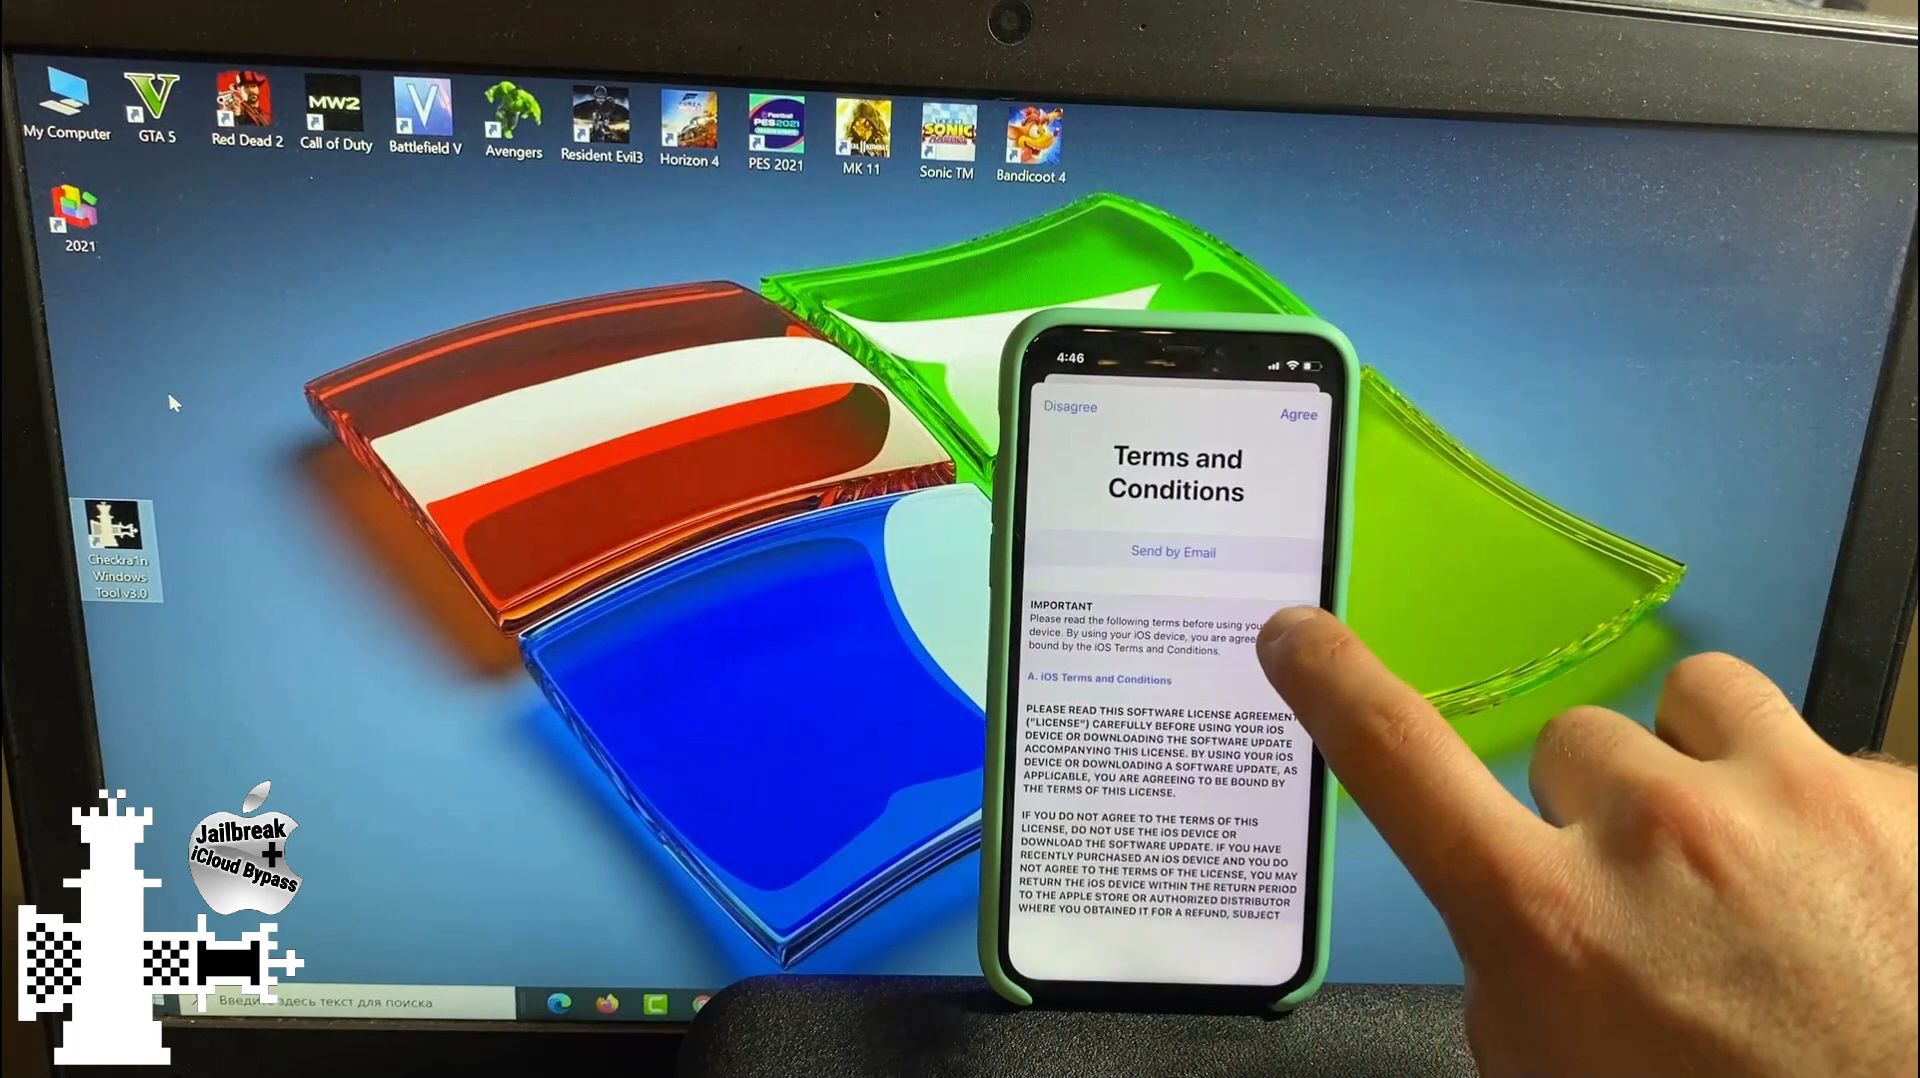 My Computer
GTA 5
Red Dead 2
MW2
Call of Duty
V
Battlefield V
Avengers
Resident Evil3
Horizon 4
PES2021
PES 2021
MK 11
SONIC
Sonic TM
Bandicoot 4
2021
Checkra1n
Windows
Tool v3.0
4:46
Disagree
Agree
Terms and
Conditions
Send by Email
IMPORTANT
Please read the following terms before using
device. By using your iOS device, you are
bound by the iOS Terms and Conditions.
A. iOS Terms and Conditions
PLEASE READ THIS SOFTWARE LICENSE AGREEMENT
("LICENSE") CAREFULLY BEFORE USING YOUR iOS
DEVICE OR DOWNLOADING THE SOFTWARE UPDATE
ACCOMPANYING THIS LICENSE. BY USING YOUR iOS
DEVICE OR DOWNLOADING A SOFTWARE UPDATE, AS
APPLICABLE, YOU ARE AGREEING TO BE BOUND BY
THE TERMS OF THIS LICENSE.
IF YOU DO NOT AGREE TO THE TERMS OF THIS
LICENSE, DO NOT USE THE iOS DEVICE OR
DOWNLOAD THE SOFTWARE UPDATE. IF YOU HAVE
RECENTLY PURCHASED AN iOS DEVICE AND YOU DO
NOT AGREE TO THE TERMS OF THE LICENSE, YOU MAY
RETURN THE iOS DEVICE WITHIN THE RETURN PERIOD
TO THE APPLE STORE OR AUTHORIZED DISTRIBUTOR
WHERE YOU OBTAINED IT FOR A REFUND, SUBJECT
Jailbreak
+
iCloud Bypass
Введите здесь текст для поиска